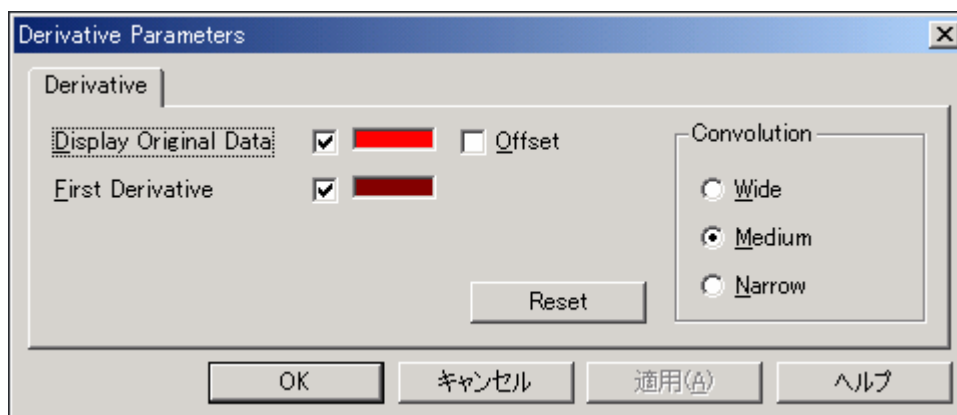 Derivative Parameters
Derivative
Display Original Data
Offset
First Derivative
Convolution
Wide
Medium
Narrow
Reset
OK
キャンセル
適用(A)
ヘルプ